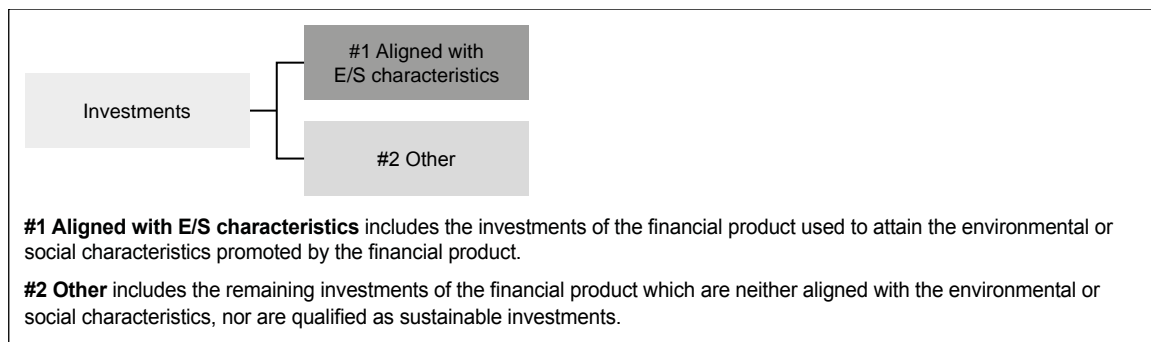 #1 Aligned with
E/S characteristics
Investments
#2 Other
#1 Aligned with E/S characteristics includes the investments of the financial product used to attain the environmental or
social characteristics promoted by the financial product.
#2 Other includes the remaining investments of the financial product which are neither aligned with the environmental or
social characteristics, nor are qualified as sustainable investments.